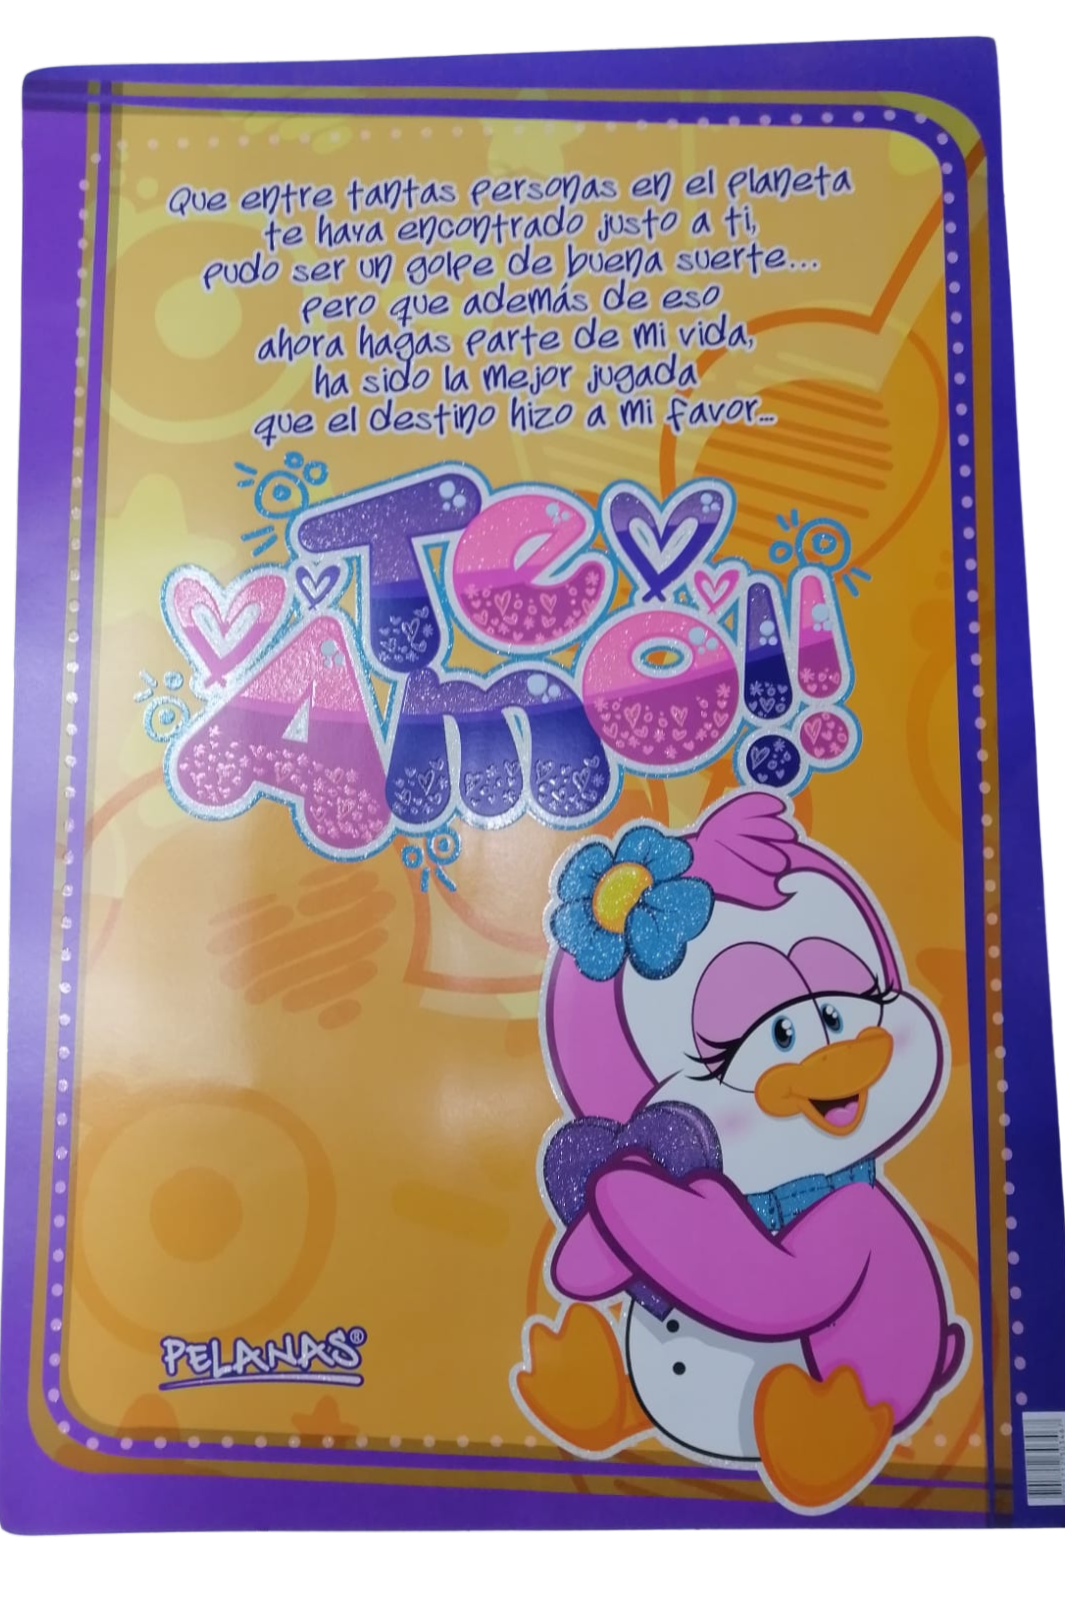 Que entre tantas personas en el planeta
te haya encontrado justo a ti,
pudo ser un golpe de buena suerte...
pero que además de eso
ahora hagas parte de mi vida,
ha sido la mejor jugada
que el destino hizo a mi favor...
Te
Amo!!
PELANAS®